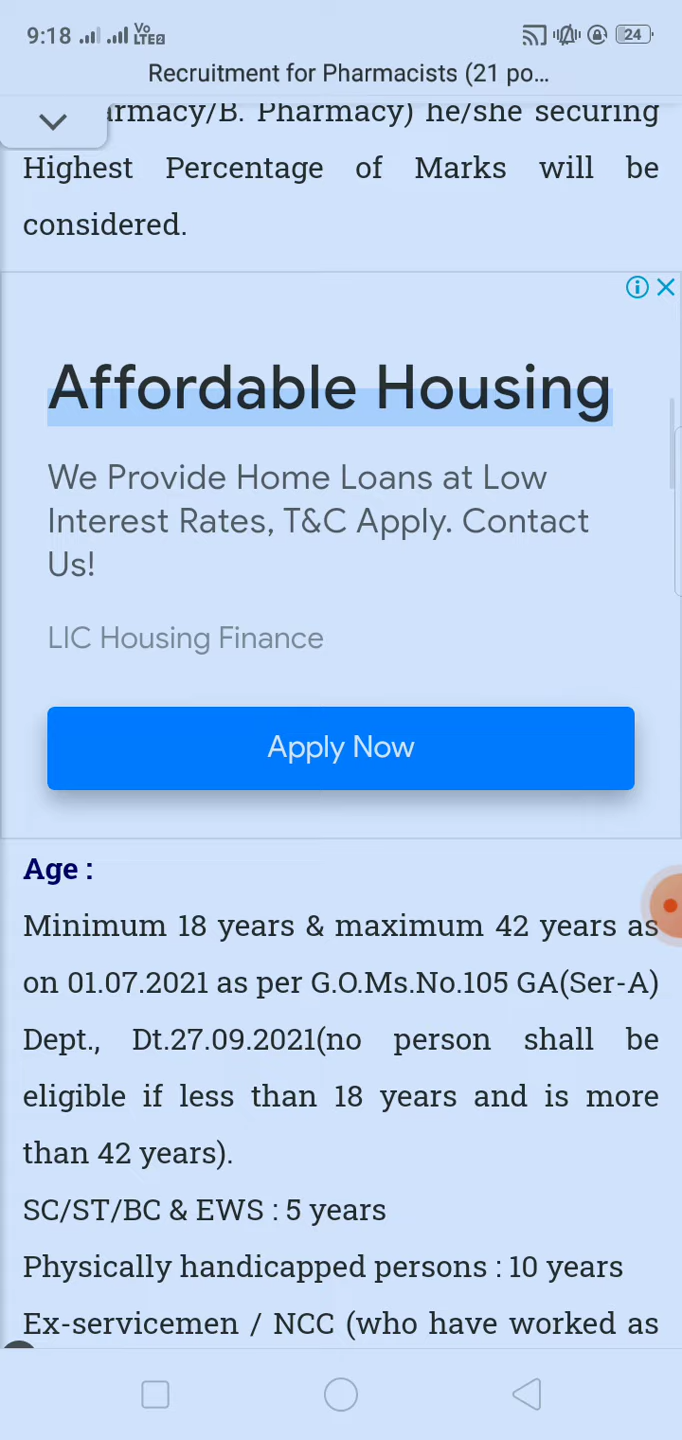 9:18 Vo LTE2 24
Recruitment for Pharmacists (21 po...
armacy/B. Pharmacy) he/she securing
Highest Percentage of Marks will be
considered.
Affordable Housing
We Provide Home Loans at Low
Interest Rates, T&C Apply. Contact
Us!
LIC Housing Finance
Apply Now
Age :
Minimum 18 years & maximum 42 years as
on 01.07.2021 as per G.O.Ms.No.105 GA(Ser-A)
Dept., Dt.27.09.2021(no person shall be
eligible if less than 18 years and is more
than 42 years).
SC/ST/BC & EWS : 5 years
Physically handicapped persons : 10 years
Ex-servicemen / NCC (who have worked as